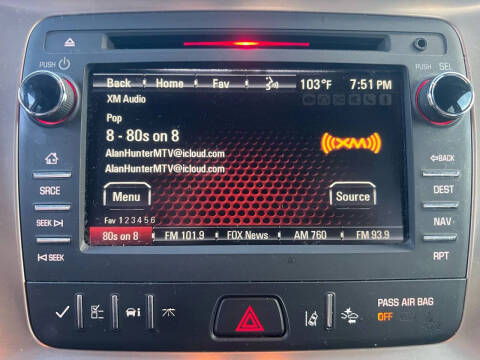 PUSH
PUSH SEL
Back Home Fav 103°F 7:51 PM
XM Audio
Pop
8 - 80s on 8
AlanHunterMTV@icloud.com
AlanHunterMTV@icloud.com
((XM))
Menu Source
Fav 1 2 3 4 5 6
80s on 8 FM 101.9 FOX News AM 760 FM 93.9
SRCE
SEEK
SEEK
BACK
DEST
NAV
RPT
PASS AIR BAG
OFF